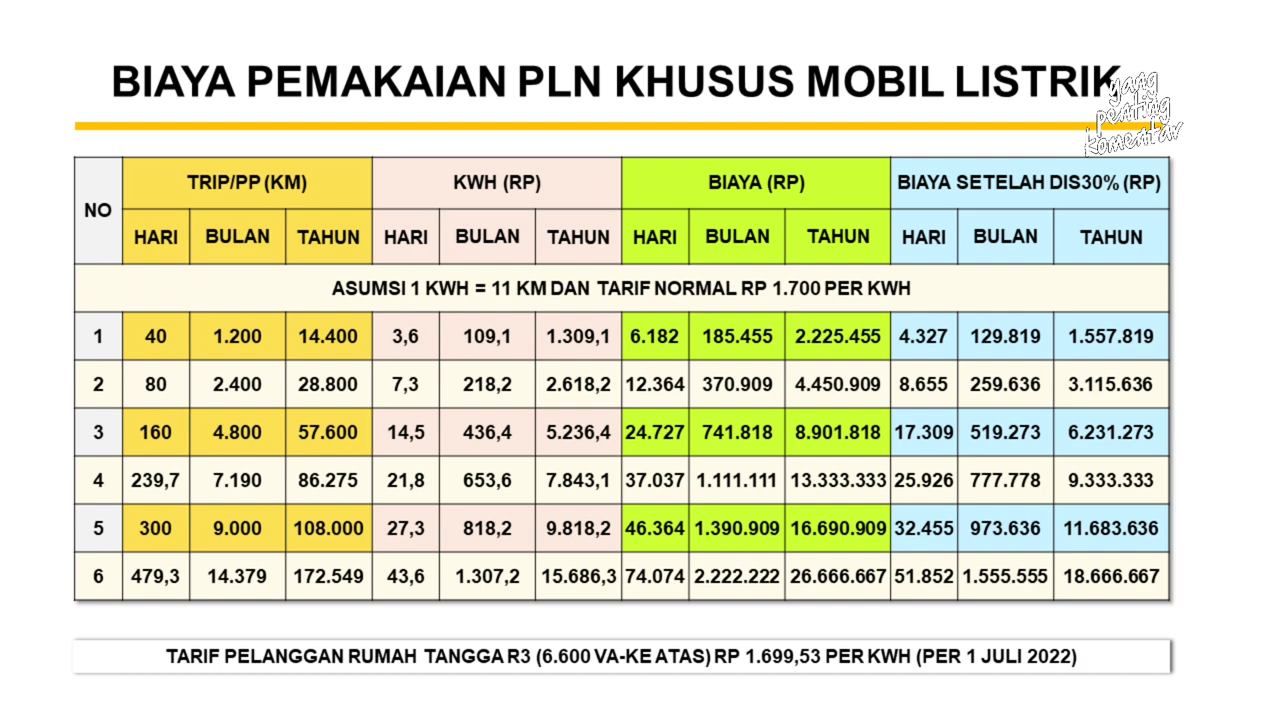 BIAYA PEMAKAIAN PLN KHUSUS MOBIL LISTRIK
yang
penting
komentar
NO TRIP/PP (KM) KWH (RP) BIAYA (RP) BIAYA SETELAH DIS30% (RP)
HARI BULAN TAHUN HARI BULAN TAHUN HARI BULAN TAHUN HARI BULAN TAHUN
ASUMSI 1 KWH = 11 KM DAN TARIF NORMAL RP 1.700 PER KWH
1 40 1.200 14.400 3,6 109,1 1.309,1 6.182 185.455 2.225.455 4.327 129.819 1.557.819
2 80 2.400 28.800 7,3 218,2 2.618,2 12.364 370.909 4.450.909 8.655 259.636 3.115.636
3 160 4.800 57.600 14,5 436,4 5.236,4 24.727 741.818 8.901.818 17.309 519.273 6.231.273
4 239,7 7.190 86.275 21,8 653,6 7.843,1 37.037 1.111.111 13.333.333 25.926 777.778 9.333.333
5 300 9.000 108.000 27,3 818,2 9.818,2 46.364 1.390.909 16.690.909 32.455 973.636 11.683.636
6 479,3 14.379 172.549 43,6 1.307,2 15.686,3 74.074 2.222.222 26.666.667 51.852 1.555.555 18.666.667
TARIF PELANGGAN RUMAH TANGGA R3 (6.600 VA-KE ATAS) RP 1.699,53 PER KWH (PER 1 JULI 2022)